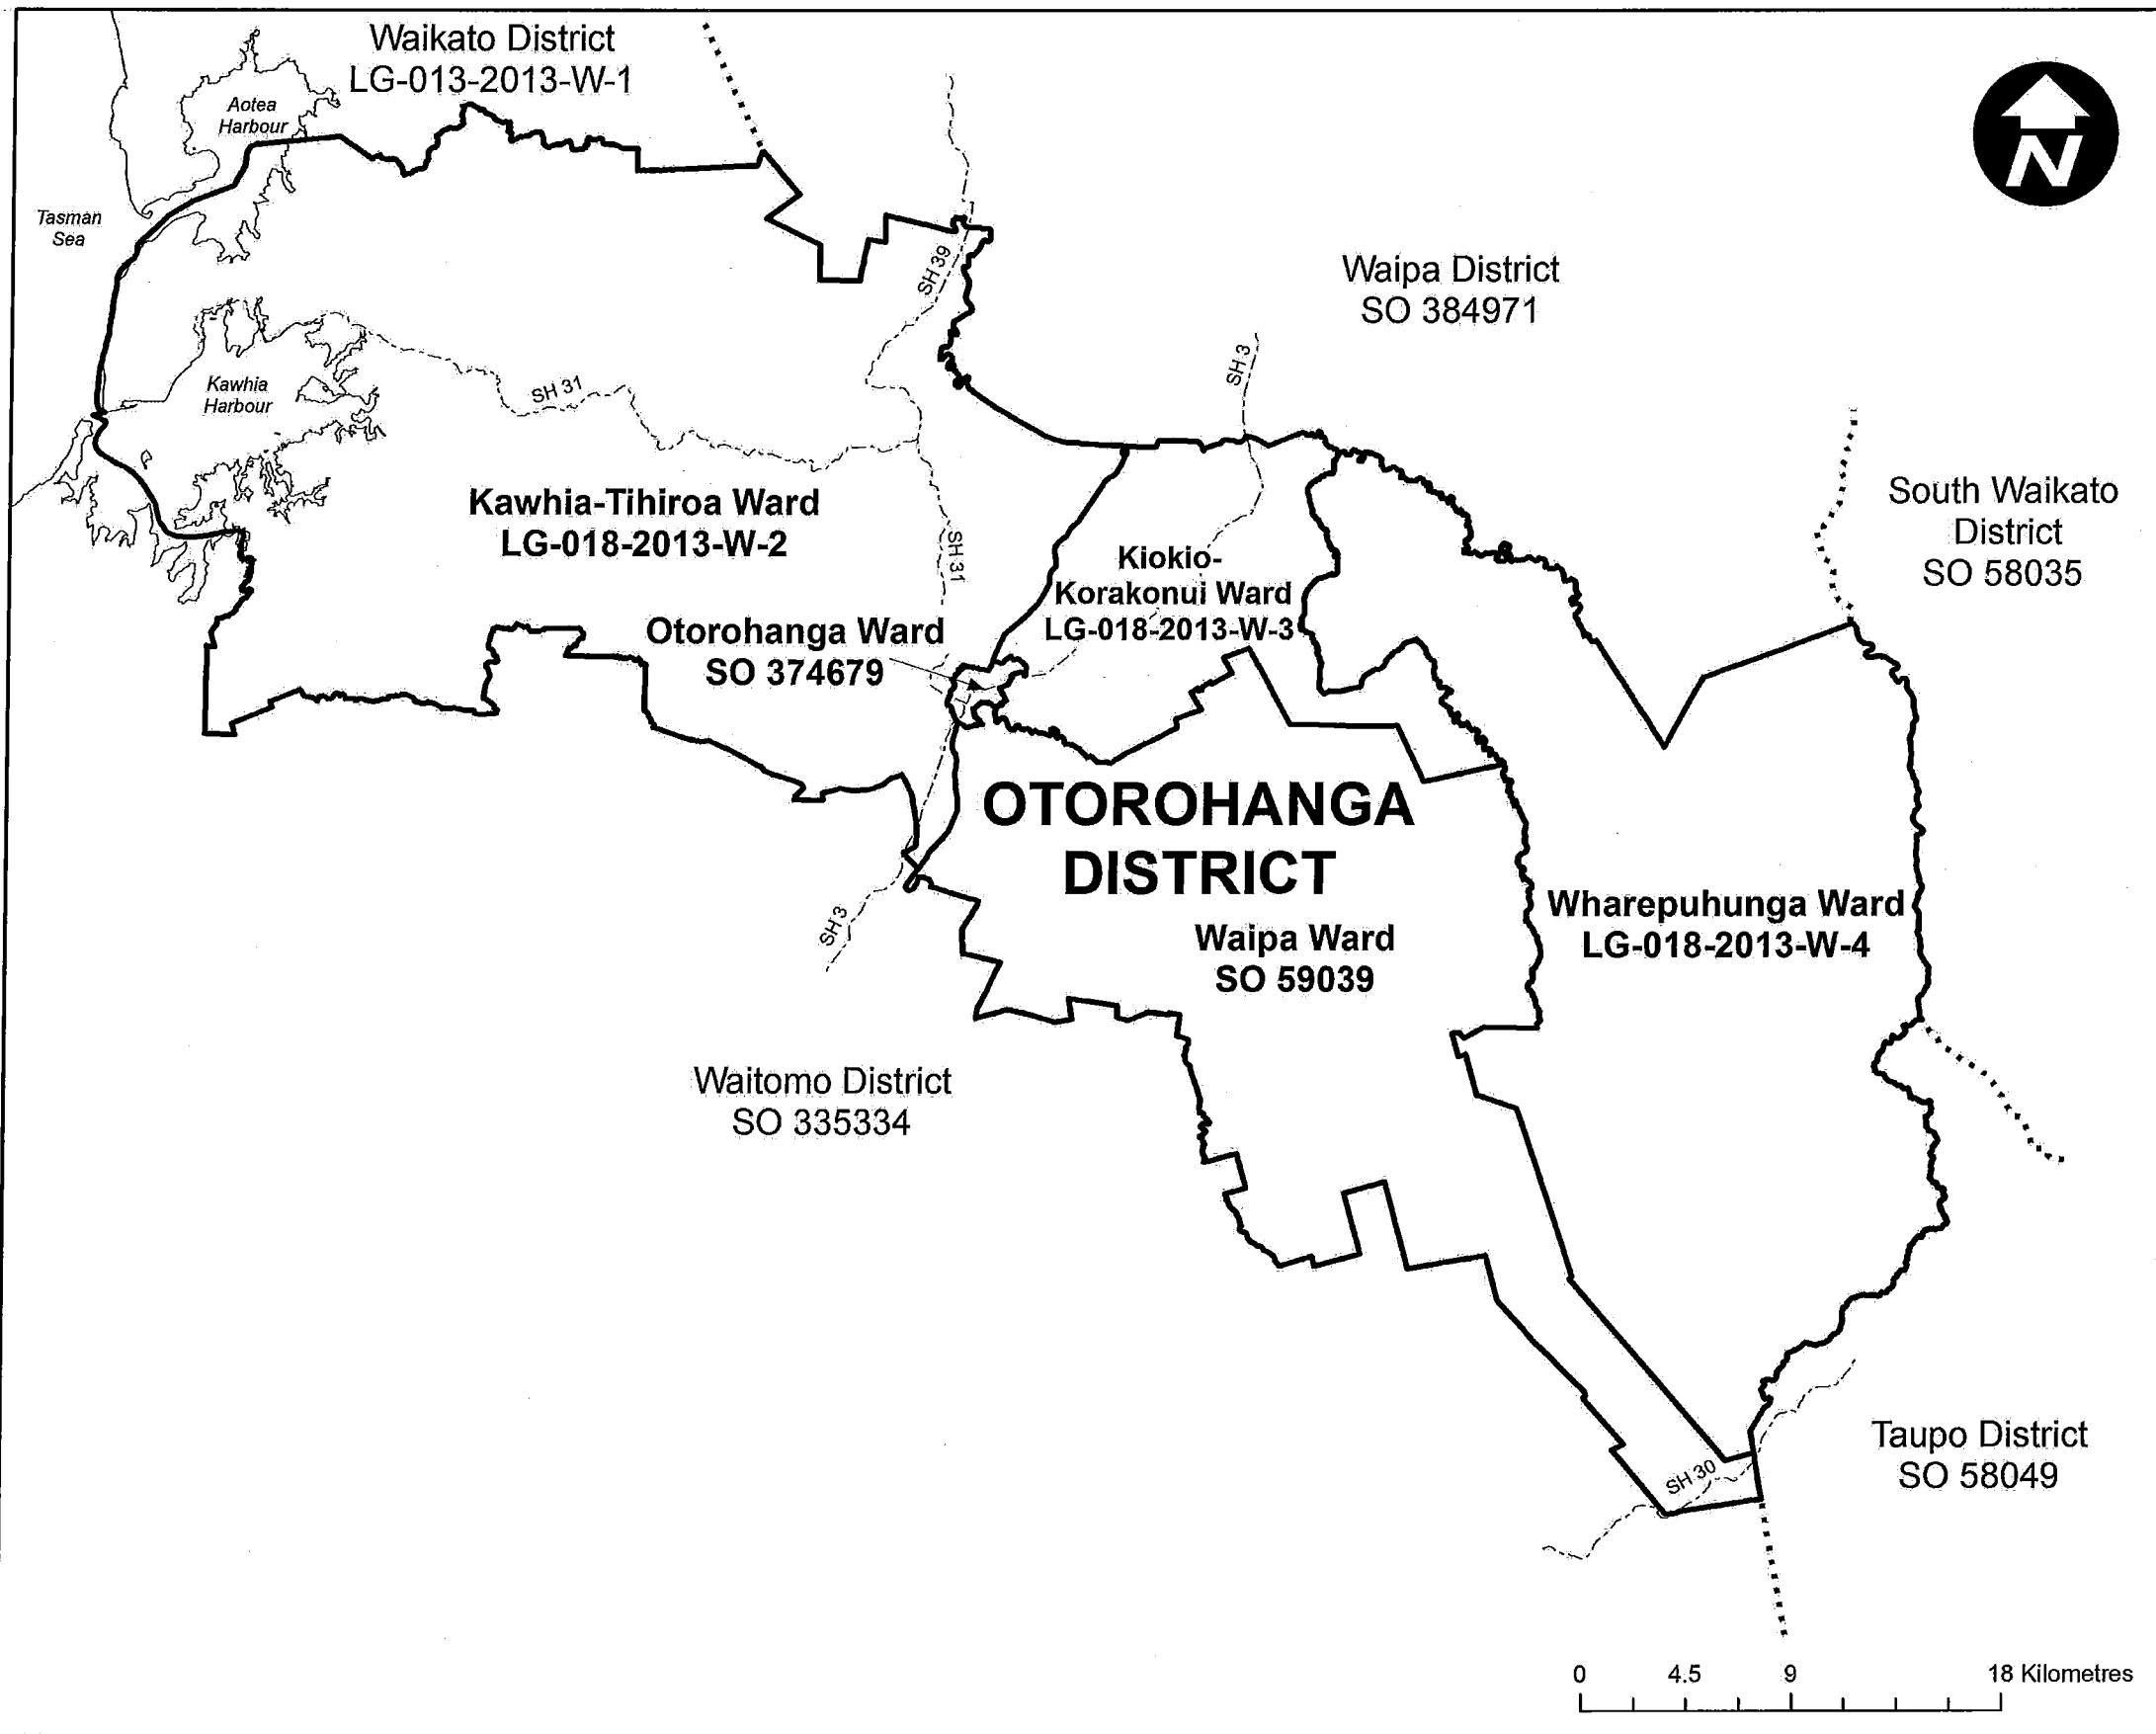 Waikato District
LG-013-2013-W-1
Aotea
Harbour
N
Tasman
Sea
SH 39
Waipa District
SO 384971
SH 3
Kawhia
Harbour
SH 31
South Waikato
District
SO 58035
Kawhia-Tihiroa Ward
LG-018-2013-W-2
SH 31
Kiokio-
Korakonui Ward
LG-018-2013-W-3
Otorohanga Ward
SO 374679
OTOROHANGA
DISTRICT
SH 3
Waipa Ward
SO 59039
Wharepuhunga Ward
LG-018-2013-W-4
Waitomo District
SO 335334
Taupo District
SO 58049
SH 30
0 4.5 9 18 Kilometres